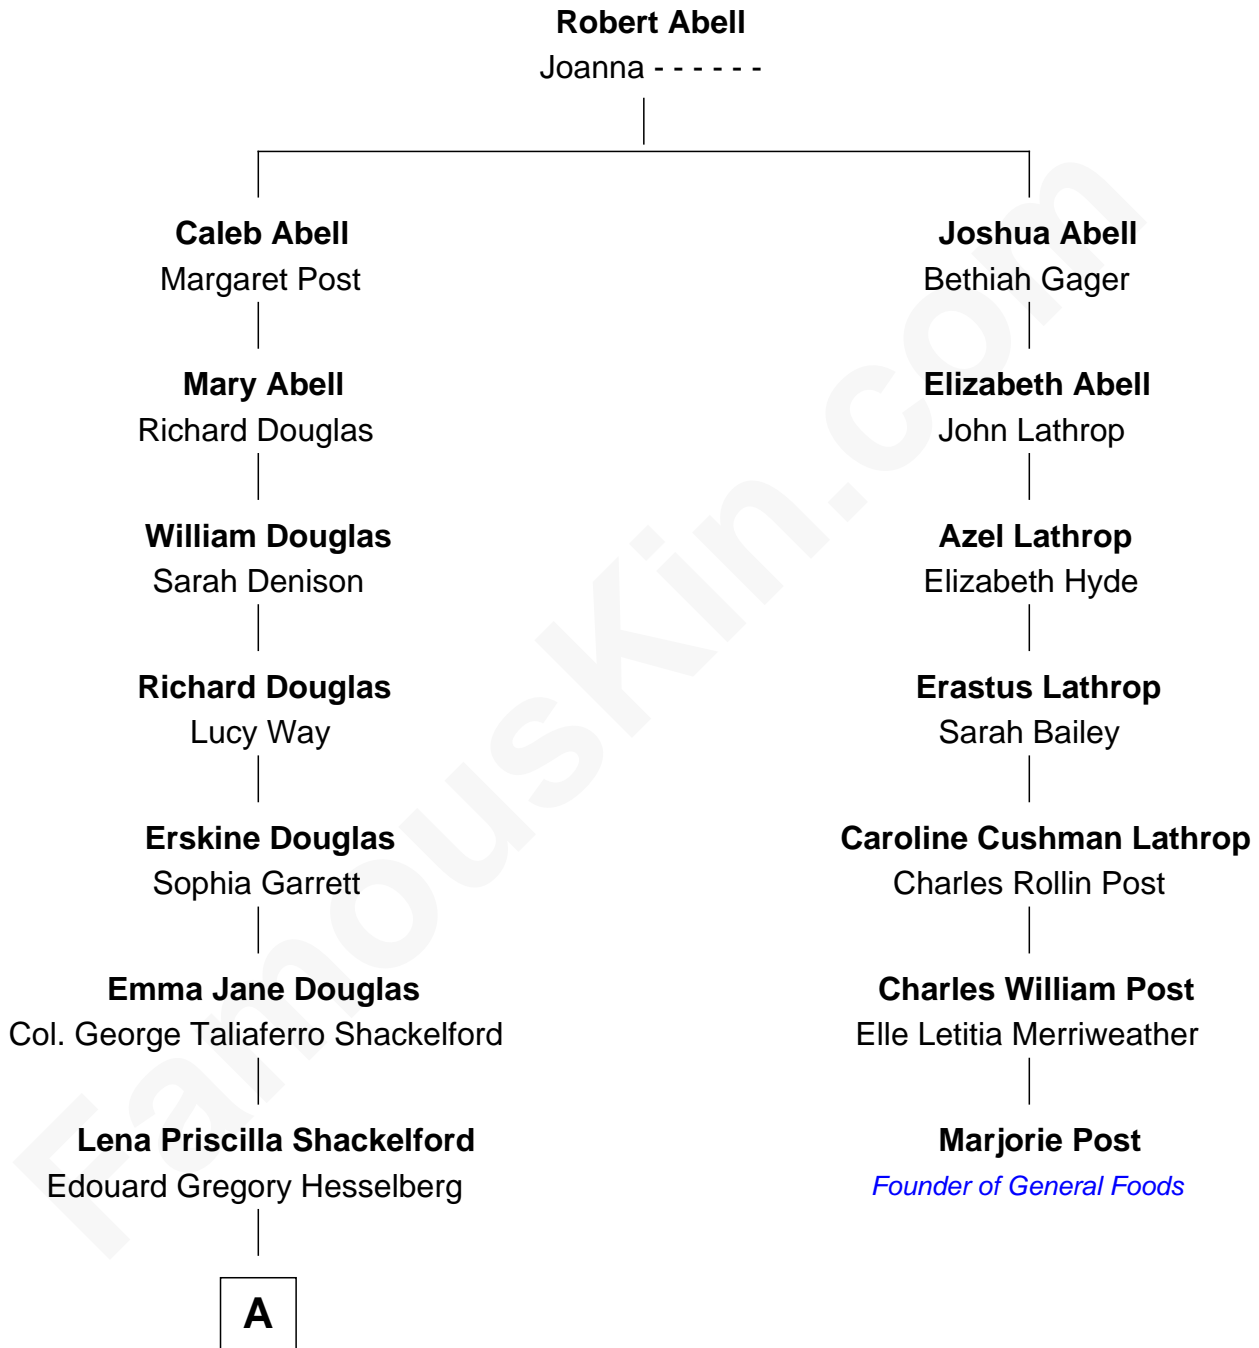 Robert Abell
Joanna - - - - - -
Caleb Abell
Margaret Post
Mary Abell
Richard Douglas
William Douglas
Sarah Denison
Richard Douglas
Lucy Way
Erskine Douglas
Sophia Garrett
Emma Jane Douglas
Col. George Taliaferro Shackelford
Lena Priscilla Shackelford
Edouard Gregory Hesselberg
A
Joshua Abell
Bethiah Gager
Elizabeth Abell
John Lathrop
Azel Lathrop
Elizabeth Hyde
Erastus Lathrop
Sarah Bailey
Caroline Cushman Lathrop
Charles Rollin Post
Charles William Post
Elle Letitia Merriweather
Marjorie Post
Founder of General Foods
FamousKin.com